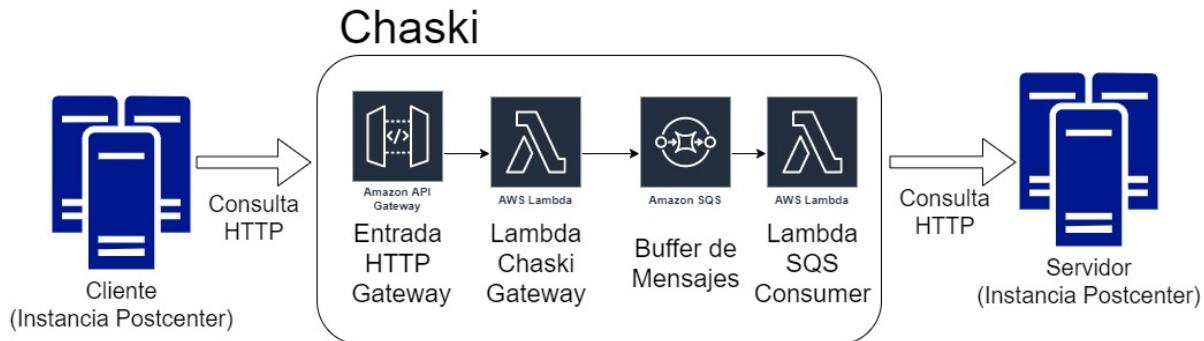 Chaski
Consulta
HTTP
Amazon API
Gateway
AWS Lambda
Amazon SQS
AWS Lambda
Entrada
HTTP
Gateway
Lambda
Chaski
Gateway
Buffer de
Mensajes
Lambda
SQS
Consumer
Consulta
HTTP
Cliente
(Instancia Postcenter)
Servidor
(Instancia Postcenter)